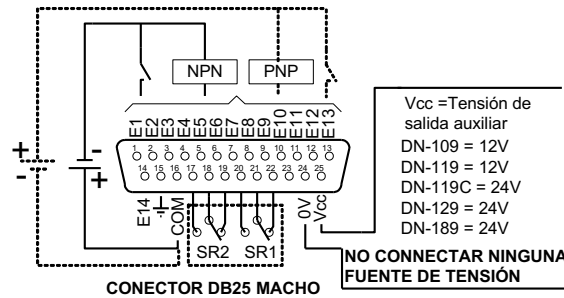 NPN PNP
E1 E2 E3 E4 E5 E6 E7 E8 E9 E10 E11 E12 E13
1 2 3 4 5 6 7 8 9 10 11 12 13
14 15 16 17 18 19 20 21 22 23 24 25
+ -
- +
E14 COM 0V Vcc
SR2 SR1
Vcc =Tensión de
salida auxiliar
DN-109 = 12V
DN-119 = 12V
DN-119C = 24V
DN-129 = 24V
DN-189 = 24V
NO CONNECTAR NINGUNA
FUENTE DE TENSIÓN
CONECTOR DB25 MACHO